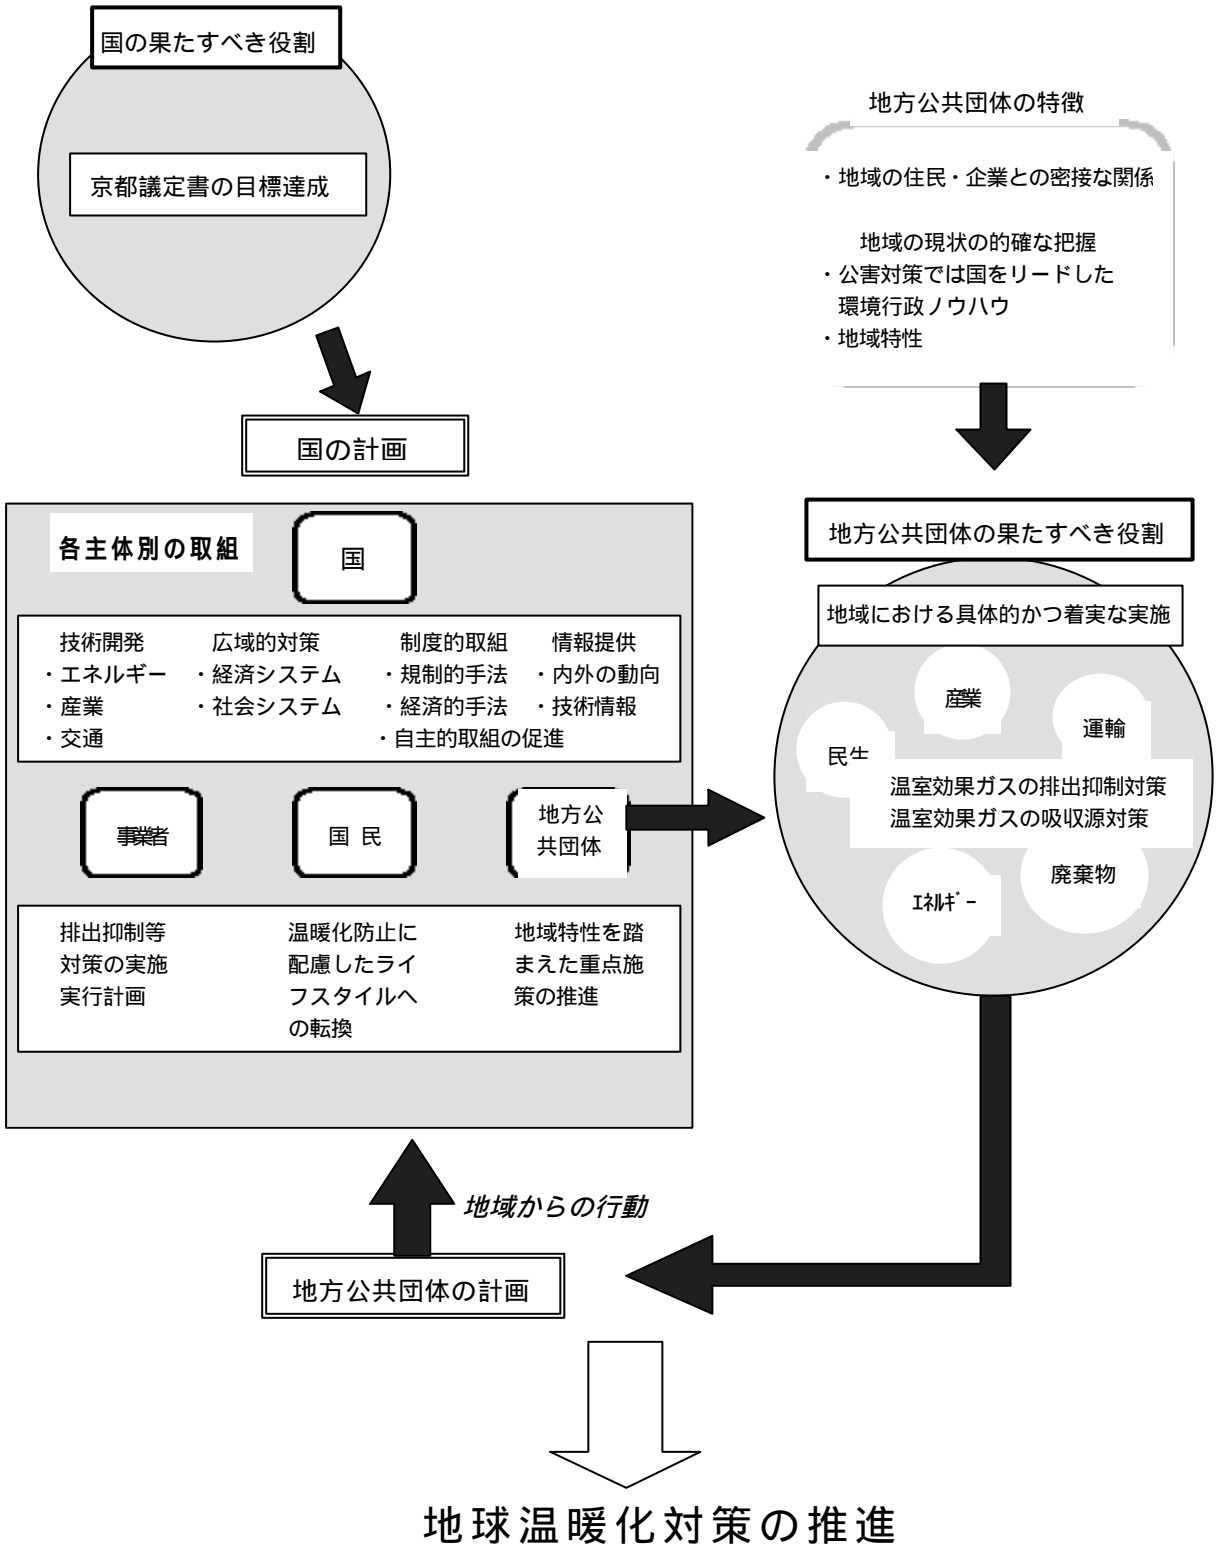 国の果たすべき役割
京都議定書の目標達成
地方公共団体の特徴
・地域の住民・企業との密接な関係
地域の現状の的確な把握
・公害対策では国をリードした
環境行政ノウハウ
・地域特性
国の計画
各主体別の取組
国
技術開発 広域的対策 制度的取組 情報提供
・エネルギー ・経済システム ・規制的手法 ・内外の動向
・産業 ・社会システム ・経済的手法 ・技術情報
・交通 ・自主的取組の促進
事業者
国 民
地方公
共団体
排出抑制等
対策の実施
実行計画
温暖化防止に
配慮したライ
フスタイルへ
の転換
地域特性を踏
まえた重点施
策の推進
地方公共団体の果たすべき役割
地域における具体的かつ着実な実施
産業
運輸
民生
温室効果ガスの排出抑制対策
温室効果ガスの吸収源対策
廃棄物
ｴﾈﾙｷﾞｰ
地域からの行動
地方公共団体の計画
地球温暖化対策の推進